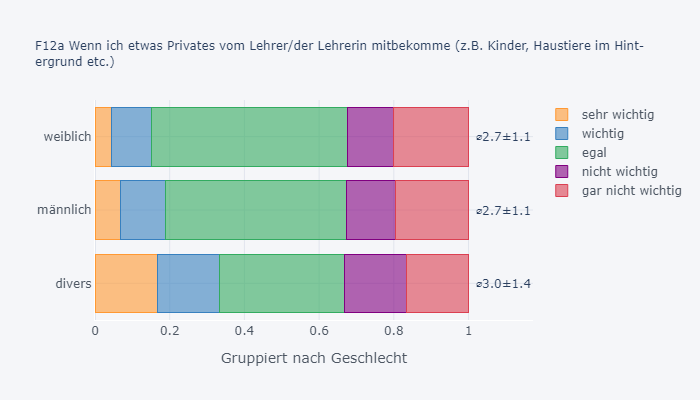 F12a Wenn ich etwas Privates vom Lehrer/der Lehrerin mitbekomme (z.B. Kinder, Haustiere im Hint-
ergrund etc.)
sehr wichtig
wichtig
egal
nicht wichtig
gar nicht wichtig
weiblich
⌀2.7±1.1
männlich
⌀2.7±1.1
divers
⌀3.0±1.4
0 0.2 0.4 0.6 0.8 1
Gruppiert nach Geschlecht